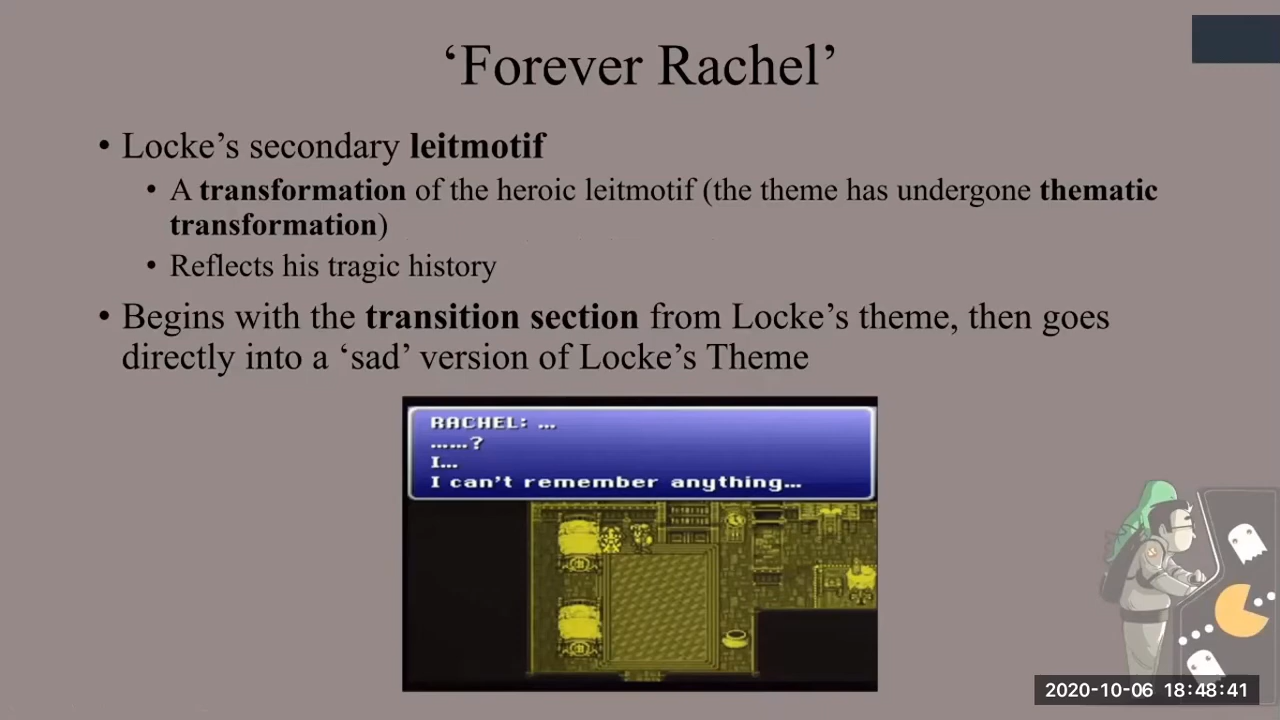 ‘Forever Rachel’
• Locke’s secondary leitmotif
• A transformation of the heroic leitmotif (the theme has undergone thematic
transformation)
• Reflects his tragic history
• Begins with the transition section from Locke’s theme, then goes
directly into a ‘sad’ version of Locke’s Theme
RACHEL: …
……?
I…
I can't remember anything…
2020-10-06 18:48:41